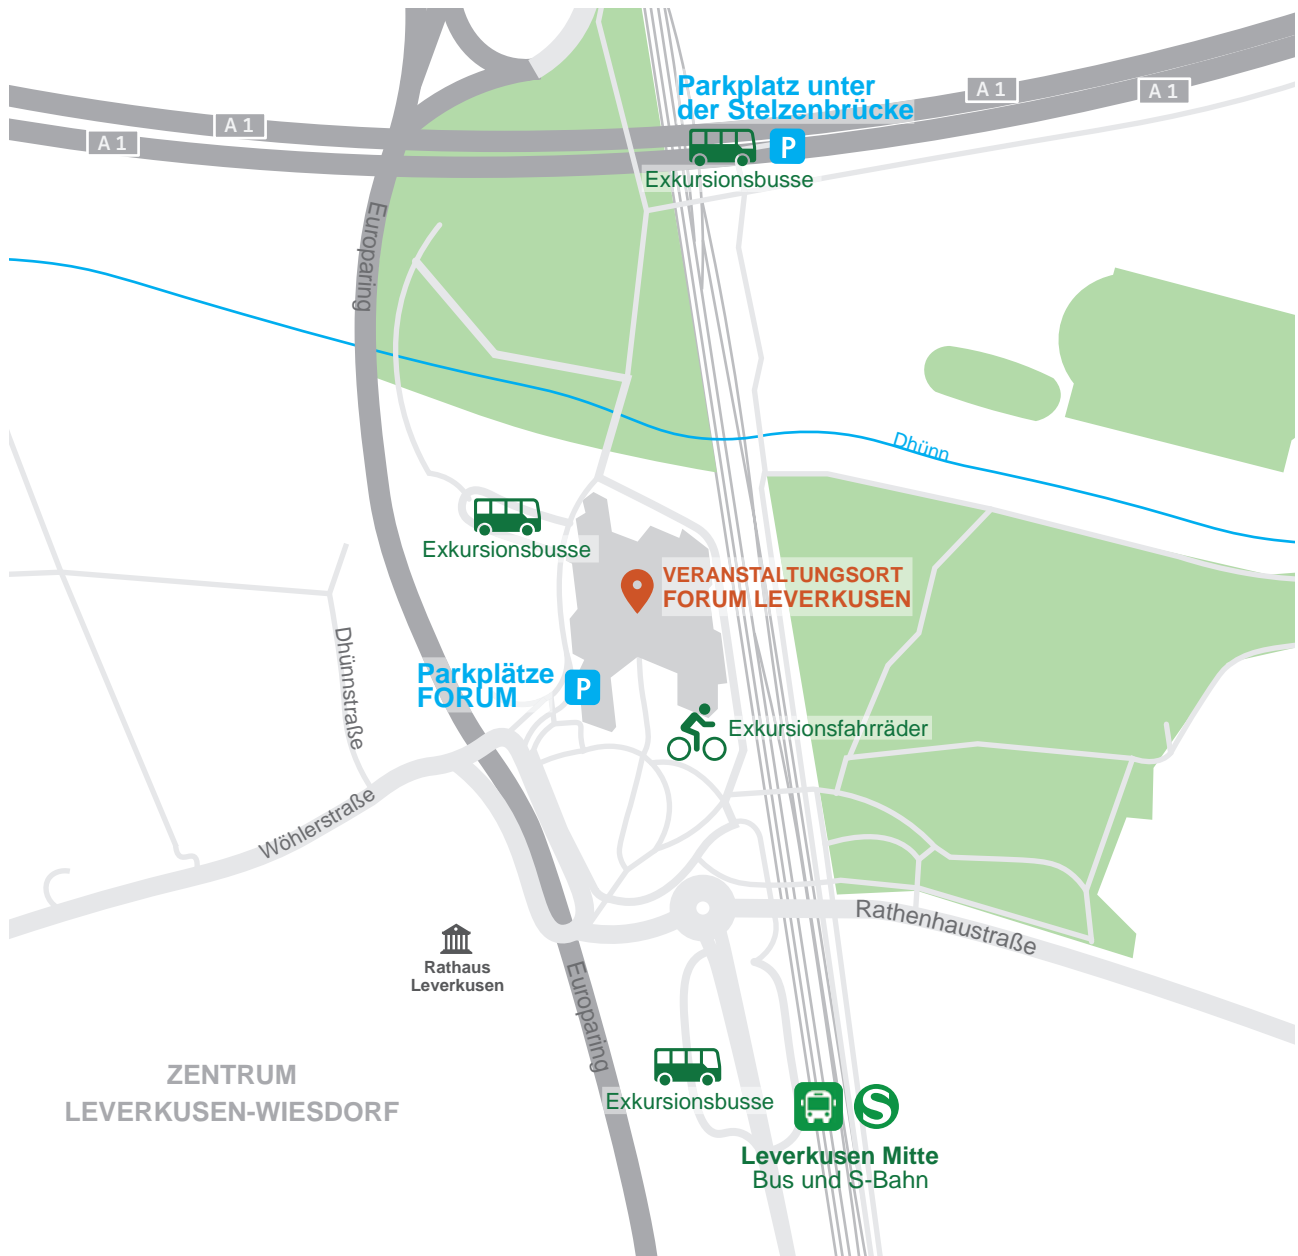 Parkplatz unter
der Stelzenbrücke
A 1
A 1
A 1
A 1
P
Exkursionsbusse
Europaring
Dhünn
Exkursionsbusse
VERANSTALTUNGSORT
FORUM LEVERKUSEN
Dhünnstraße
Parkplätze
FORUM
P
Exkursionsfahrräder
Wöhlerstraße
Rathenhaustraße
Rathaus
Leverkusen
Europaring
ZENTRUM
LEVERKUSEN-WIESDORF
Exkursionsbusse
S
Leverkusen Mitte
Bus und S-Bahn